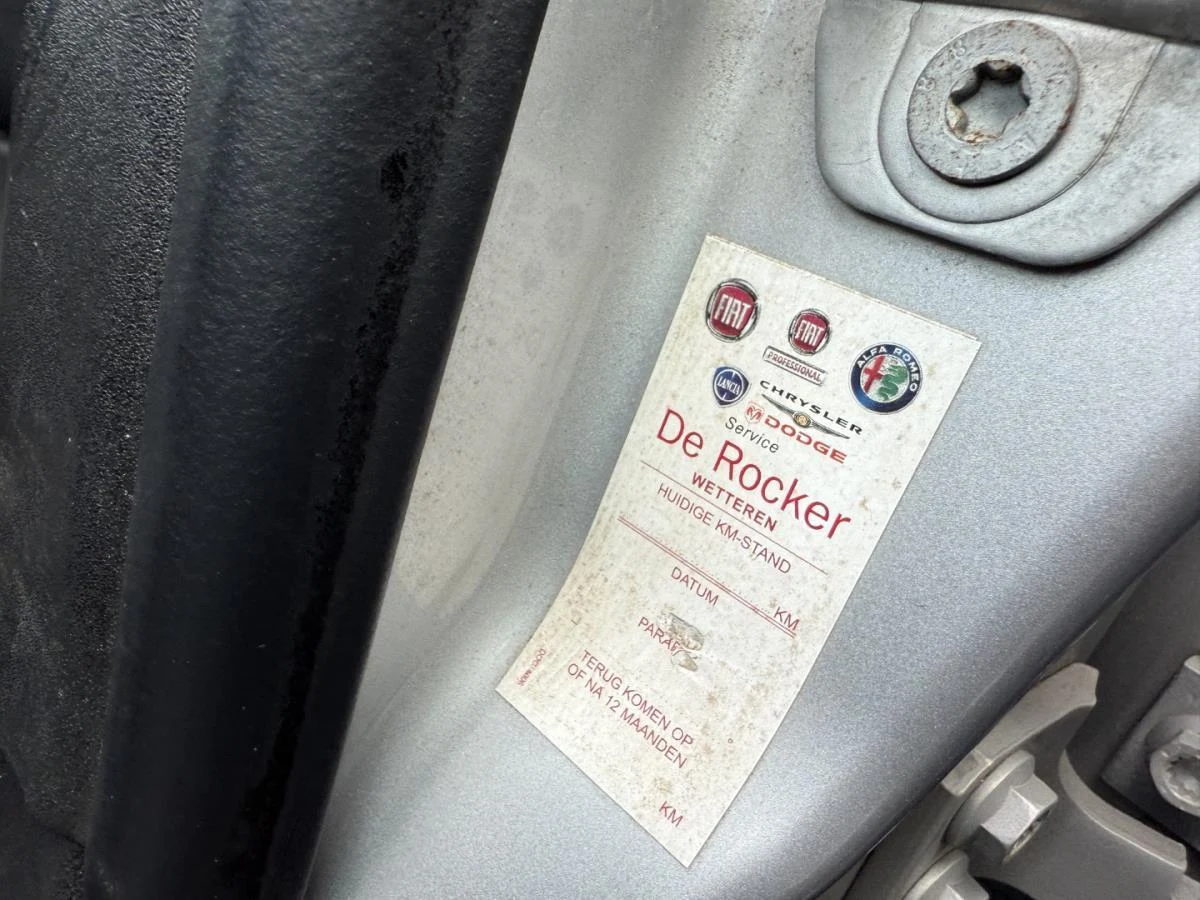 FIAT
FIAT
PROFESSIONAL
ALFA ROMEO
LANCIA
CHRYSLER
DODGE
Service
De Rocker
WETTEREN
HUIDIGE KM-STAND
KM
DATUM
TERUG KOMEN OP
OF NA 12 MAANDEN
KM